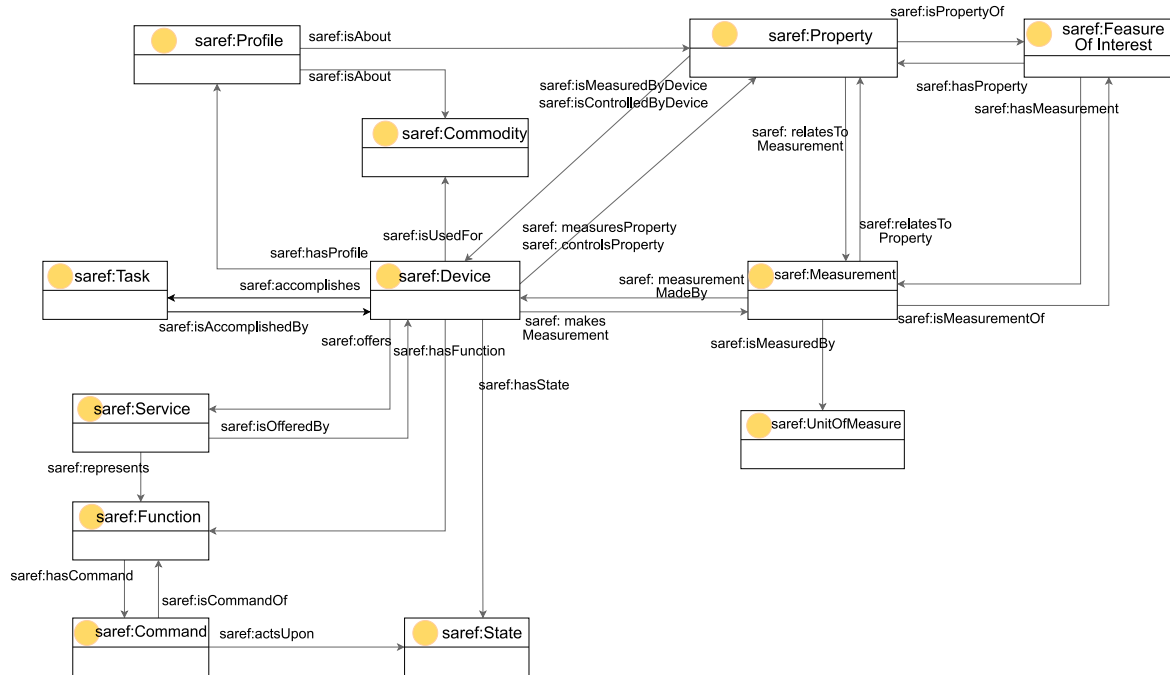 saref:isPropertyOf
saref:Profile
saref:isAbout
saref:Property
saref:Feasure
Of Interest
saref:isAbout
saref:isMeasuredByDevice
saref:isControlledByDevice
saref:hasProperty
saref:hasMeasurement
saref:Commodity
saref: relatesTo
Measurement
saref:relatesTo
Property
saref: measuresProperty
saref: controlsProperty
saref:isUsedFor
saref:hasProfile
saref:Task
saref:accomplishes
saref:Device
saref: measurement
MadeBy
saref:Measurement
saref:isAccomplishedBy
saref: makes
Measurement
saref:isMeasurementOf
saref:offers
saref:hasFunction
saref:isMeasuredBy
saref:hasState
saref:Service
saref:isOfferedBy
saref:UnitOfMeasure
saref:represents
saref:Function
saref:hasCommand
saref:isCommandOf
saref:Command
saref:actsUpon
saref:State